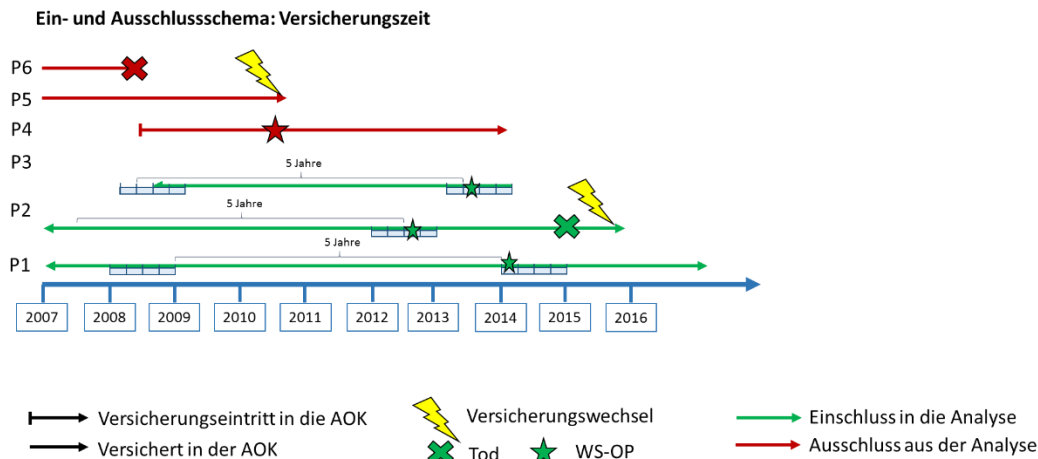 Ein- und Ausschlussschema: Versicherungszeit
P6
P5
P4
P3
5 Jahre
P2
5 Jahre
5 Jahre
P1
2007 2008 2009 2010 2011 2012 2013 2014 2015 2016
Versicherungseintritt in die AOK
Versicherungswechsel
Einschluss in die Analyse
Versichert in der AOK
Tod
WS-OP
Ausschluss aus der Analyse